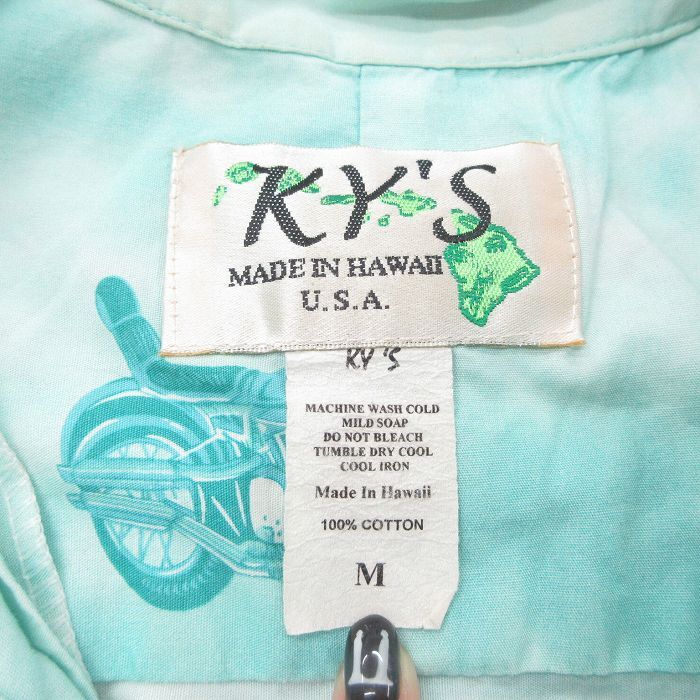 KY'S
MADE IN HAWAII
U.S.A.
KY'S
MACHINE WASH COLD
MILD SOAP
DO NOT BLEACH
TUMBLE DRY COOL
COOL IRON
Made In Hawaii
100% COTTON
M